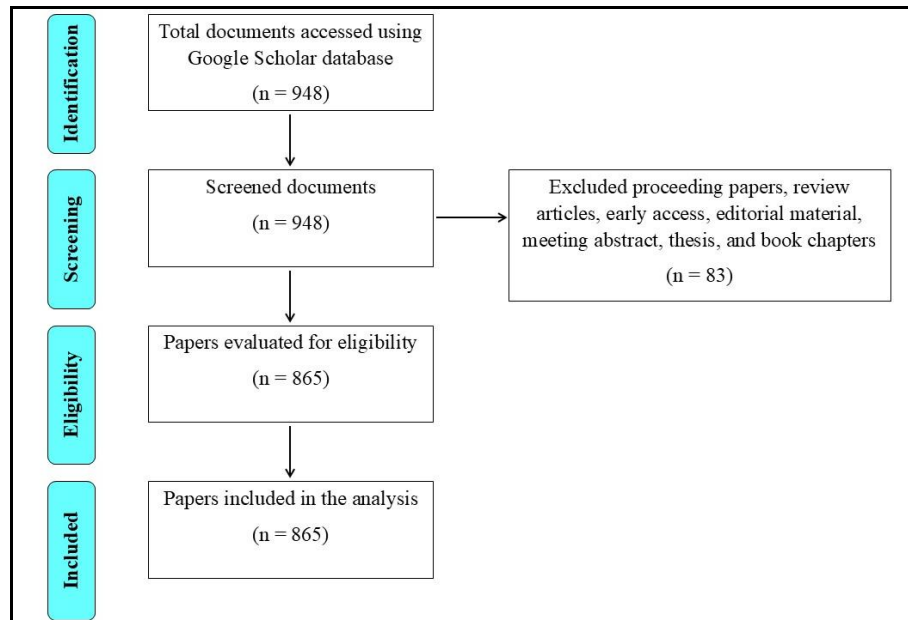 Identification
Total documents accessed using
Google Scholar database
(n = 948)
Screening
Screened documents
(n = 948)
Excluded proceeding papers, review
articles, early access, editorial material,
meeting abstract, thesis, and book chapters
(n = 83)
Eligibility
Papers evaluated for eligibility
(n = 865)
Included
Papers included in the analysis
(n = 865)